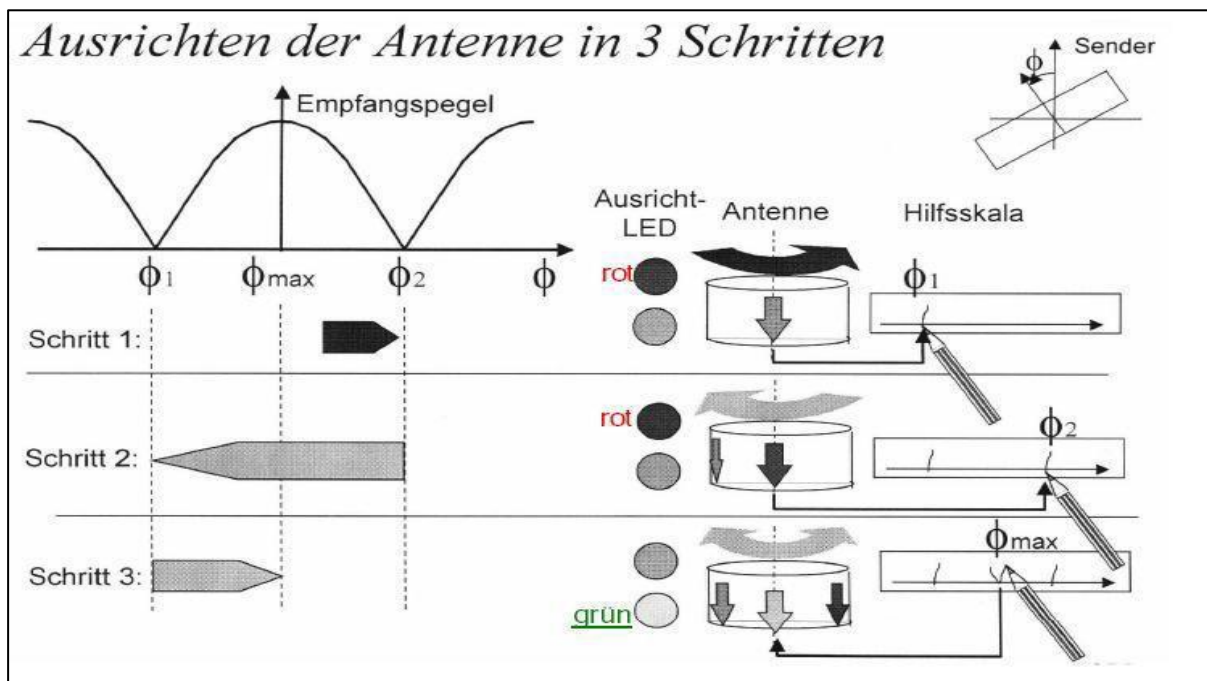 Ausrichten der Antenne in 3 Schritten
Sender
ϕ
Empfangspegel
ϕ1 ϕmax ϕ2 ϕ
Ausricht-
LED
Antenne
Hilfsskala
Schritt 1:
rot
ϕ1
Schritt 2:
rot
ϕ2
Schritt 3:
grün
ϕmax